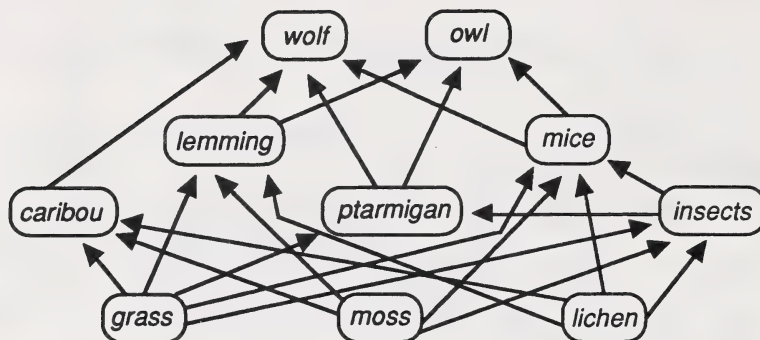 wolf owl
lemming mice
caribou ptarmigan insects
grass moss lichen